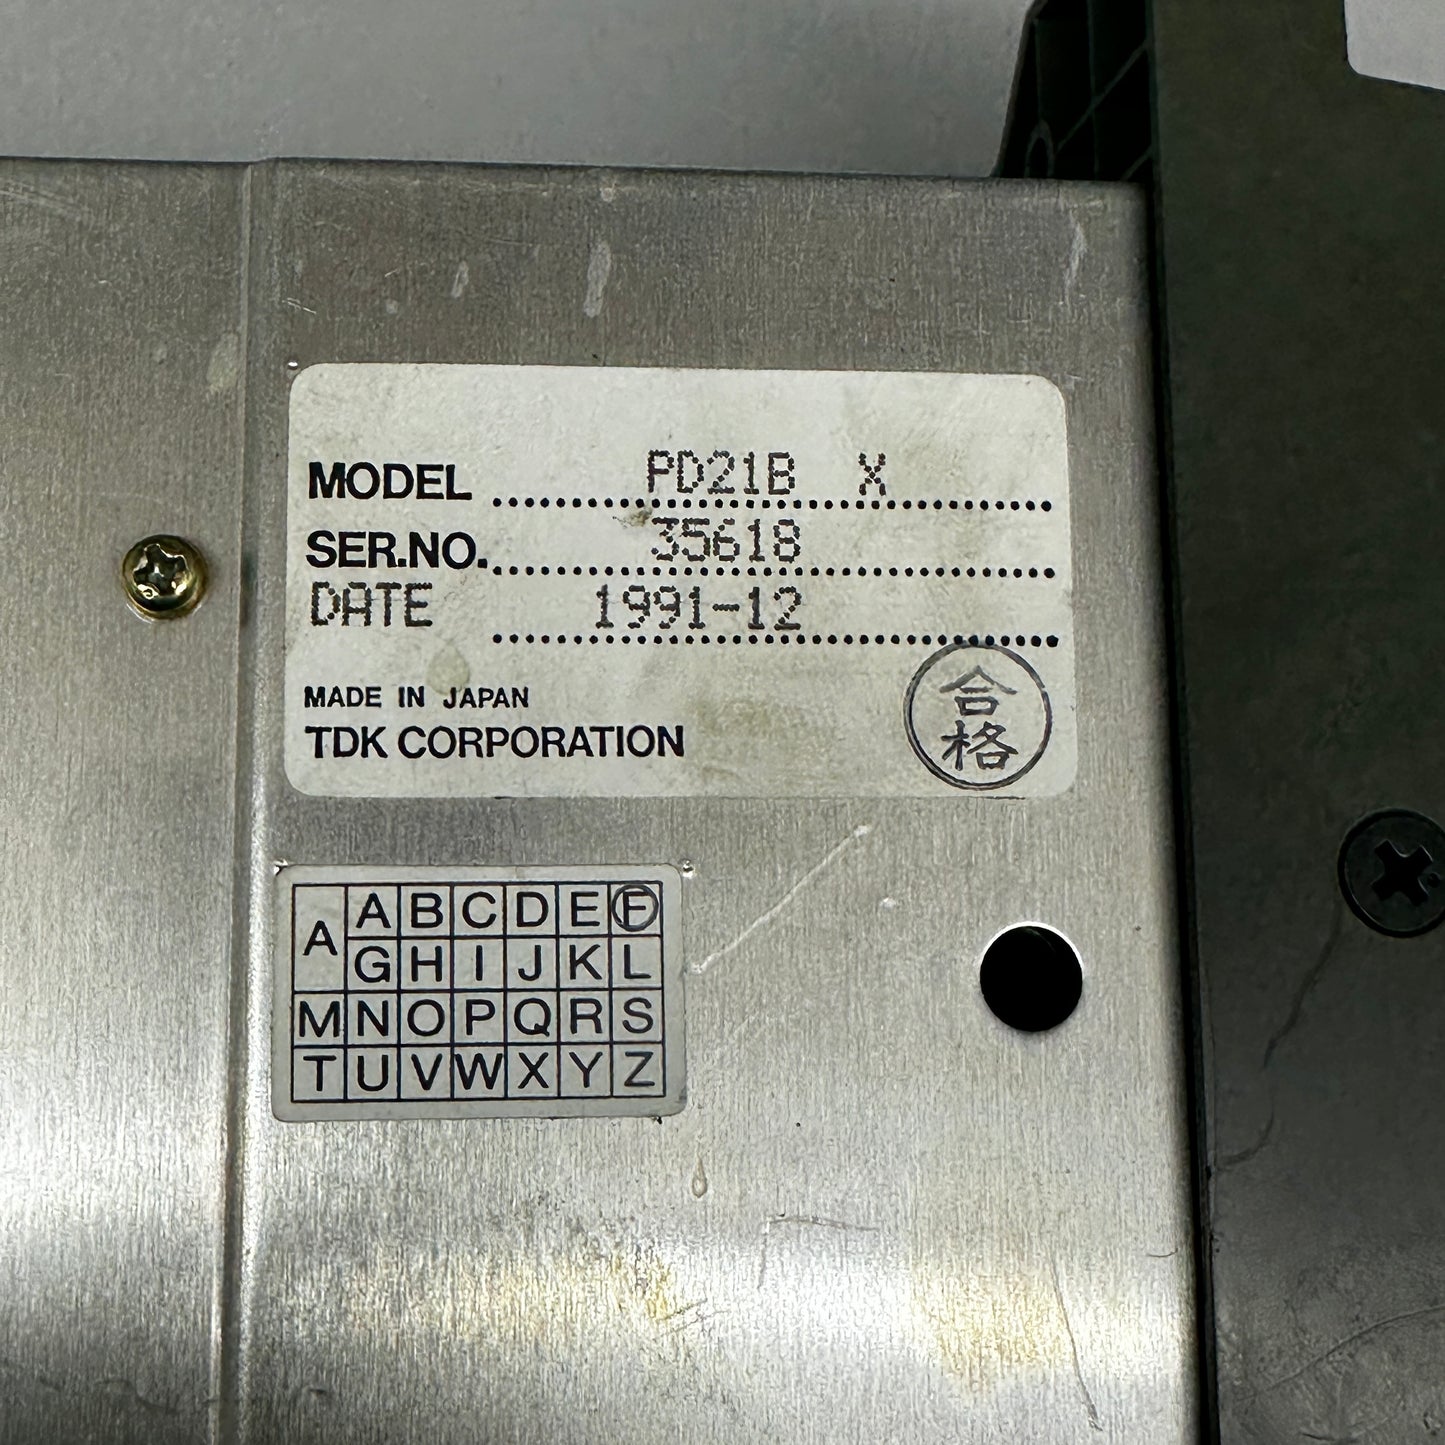 MODEL PD21B X
SER.NO. 35618
DATE 1991-12
MADE IN JAPAN
TDK CORPORATION
合
格
A A B C D E F
G H I J K L
M N O P Q R S
T U V W X Y Z